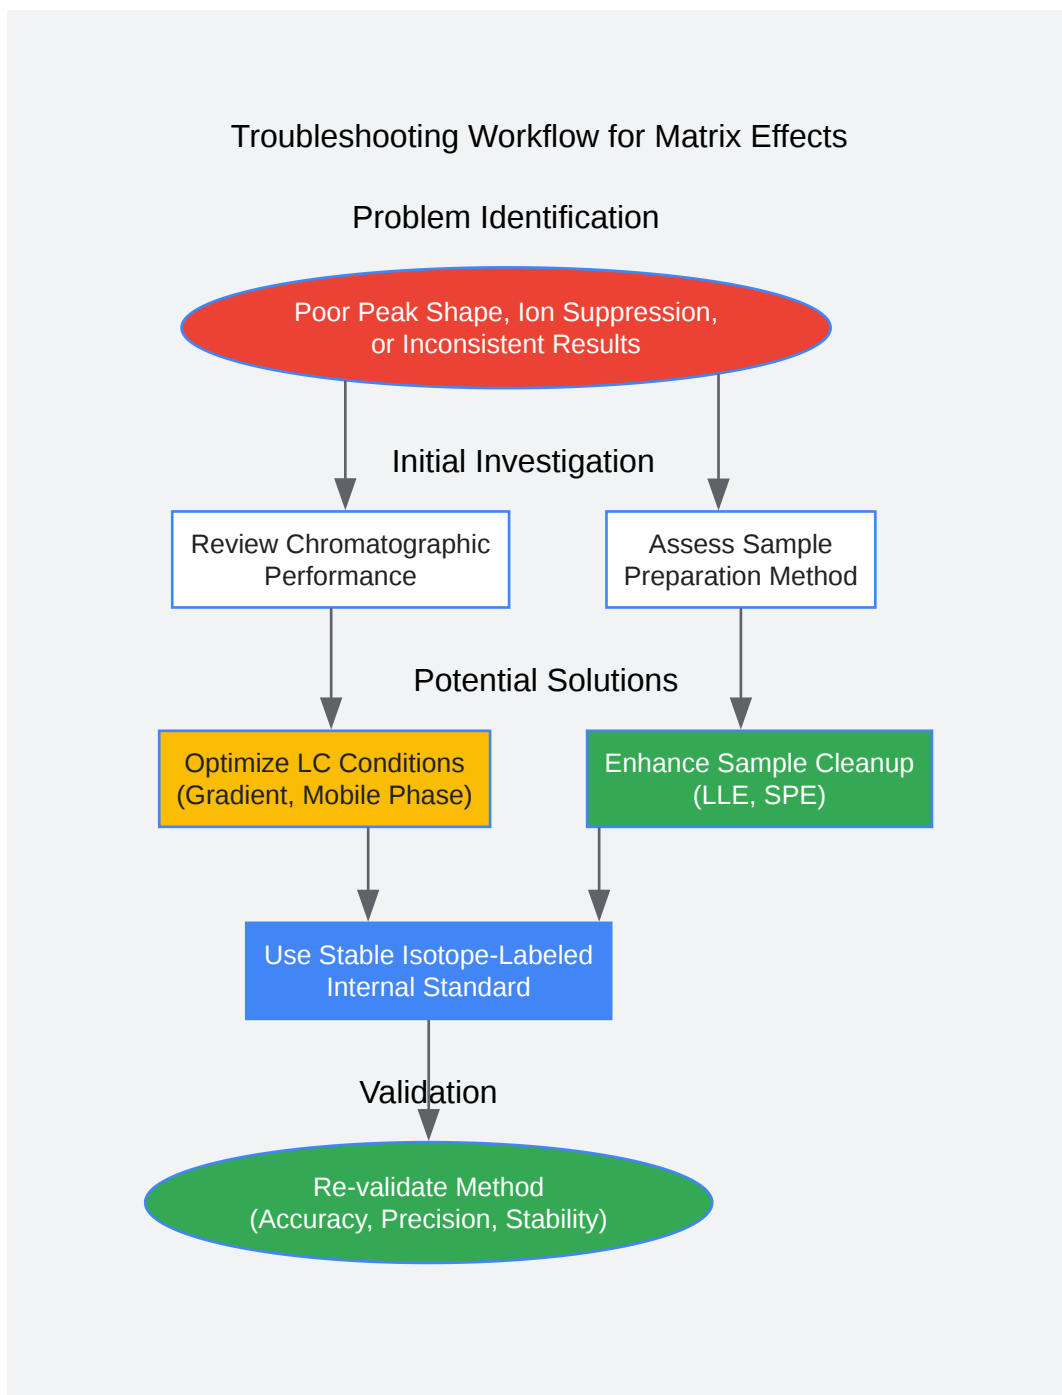 Troubleshooting Workflow for Matrix Effects
Problem Identification
Poor Peak Shape, Ion Suppression,
or Inconsistent Results
Initial Investigation
Review Chromatographic
Performance
Assess Sample
Preparation Method
Potential Solutions
Optimize LC Conditions
(Gradient, Mobile Phase)
Enhance Sample Cleanup
(LLE, SPE)
Use Stable Isotope-Labeled
Internal Standard
Validation
Re-validate Method
(Accuracy, Precision, Stability)